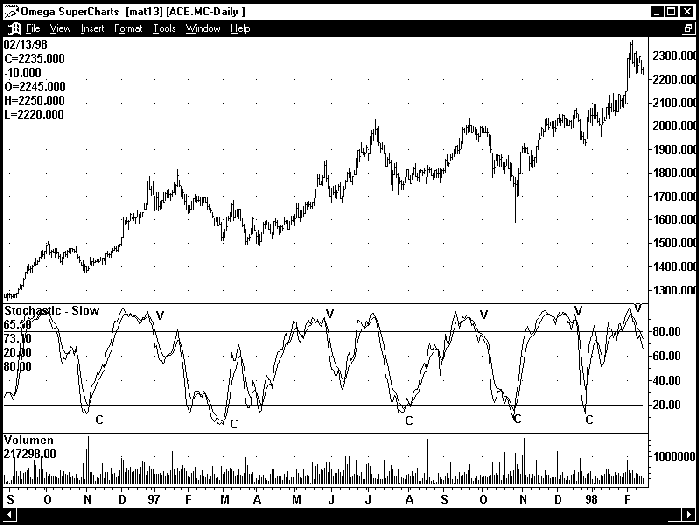 Omega SuperCharts [mat13] [ACE.MC-Daily ]
File View Insert Format Tools Window Help
02/13/98
C=2235.000
-10.000
O=2245.000
H=2250.000
L=2220.000
2300.000
2200.000
2100.000
2000.000
1900.000
1800.000
1700.000
1600.000
1500.000
1400.000
1300.000
Stochastic - Slow
73.10
20.00
80.00
V V V V V
80.00
60.00
40.00
20.00
C C C C C
Volumen
217298.00
1000000
S O N D 97 F M A M J J A S O N D 98 F